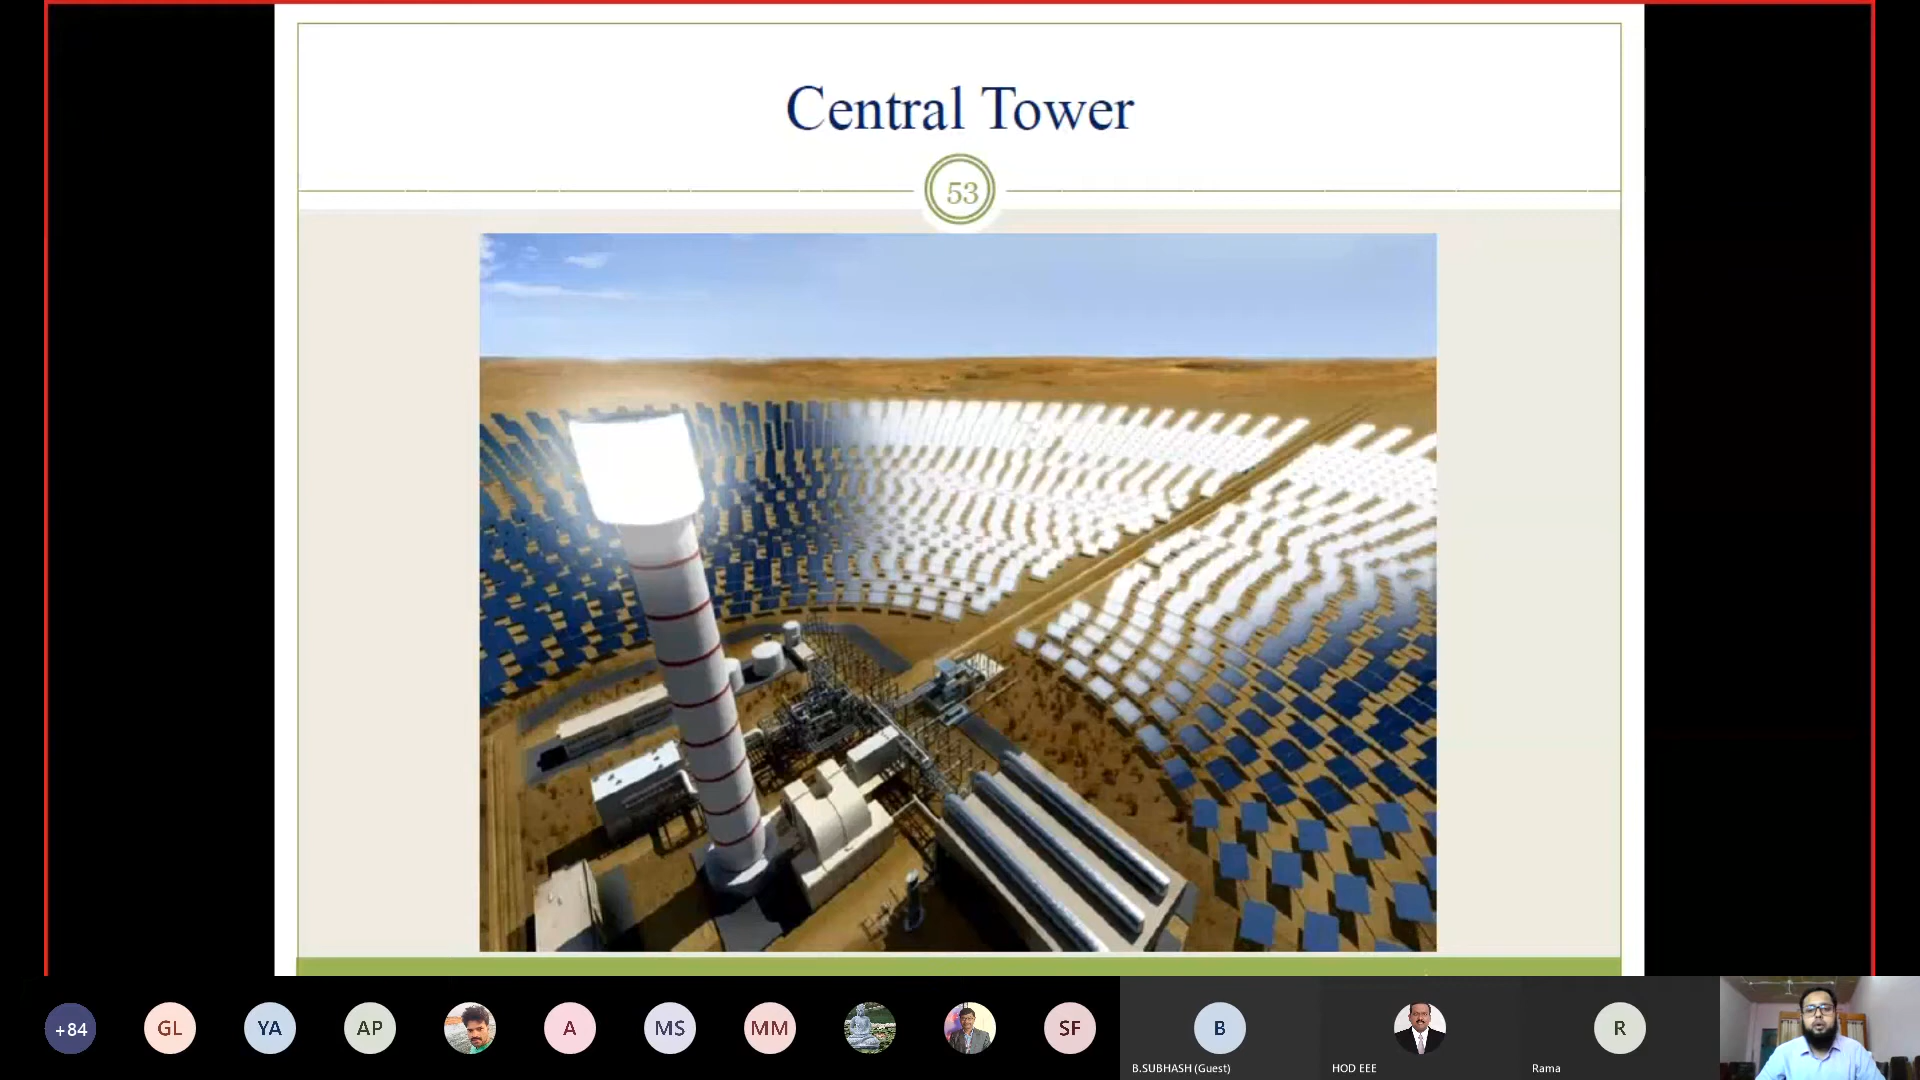 Central Tower
53
+84
GL
YA
AP
A
MS
MM
SF
B
R
B.SUBHASH (Guest)
HOD EEE
Rama